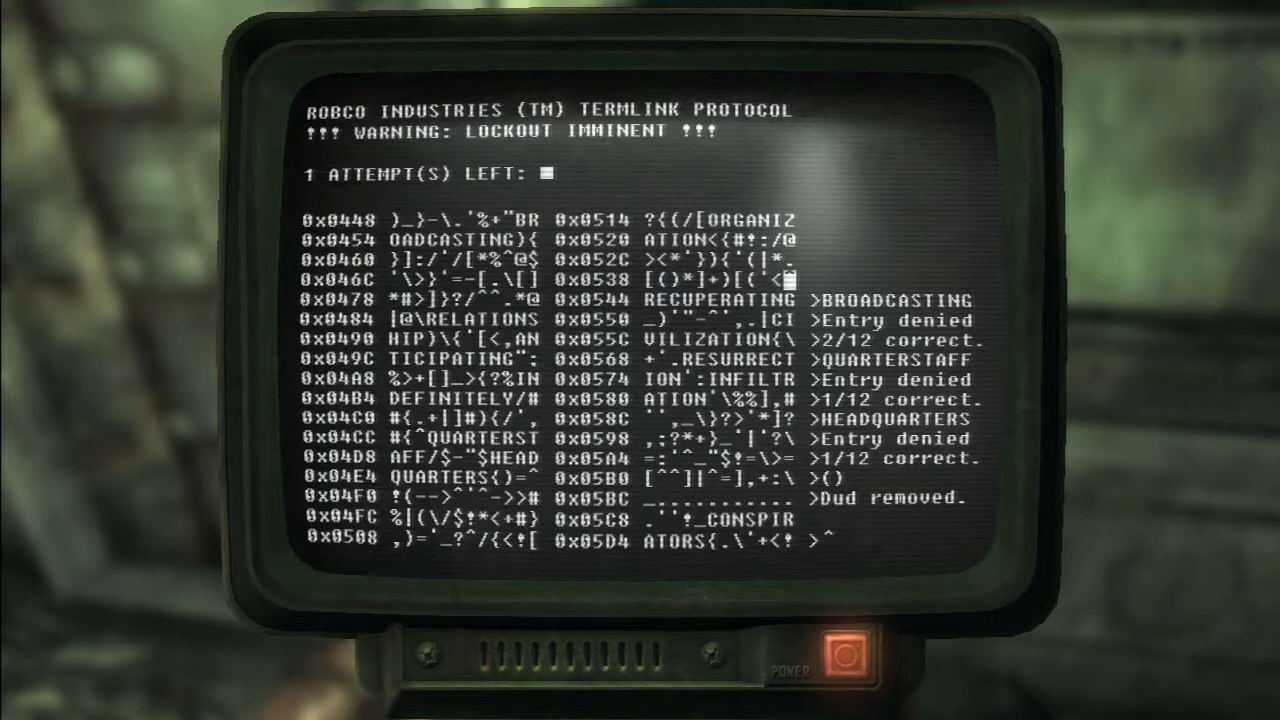 ROBCO INDUSTRIES (TM) TERMLINK PROTOCOL
!!! WARNING: LOCKOUT IMMINENT !!!
1 ATTEMPT(S) LEFT:
0x0448 )_}-\.'%+"BR 0x0514 ?{(/[ORGANIZ
0x0454 OADCASTING){ 0x0520 ATION<{#!:/@
0x0460 }]:/'/[*%^@$ 0x052C ><*'}){'(|*.
0x046C '\>}'=-[.\[] 0x0538 [()*]+)[('<
0x0478 *#>]}?/^^.*@ 0x0544 RECUPERATING >BROADCASTING
0x0484 |@\RELATIONS 0x0550 _)'"-^',.|CI >Entry denied
0x0490 HIP)\{'[<,AN 0x055C VILIZATION{\ >2/12 correct.
0x049C TICIPATING": 0x0568 +'.RESURRECT >QUARTERSTAFF
0x04A8 %>+[]_>{?%IN 0x0574 ION':INFILTR >Entry denied
0x04B4 DEFINITELY/# 0x0580 ATION'\%%],# >1/12 correct.
0x04C0 #{.+|]#){/', 0x058C '',_\}?>'*]? >HEADQUARTERS
0x04CC #{^QUARTERST 0x0598 ,:?*+}_'|'?\ >Entry denied
0x04D8 AFF/$-"$HEAD 0x05A4 =:'^_"$!=\>= >1/12 correct.
0x04E4 QUARTERS{)=^ 0x05B0 [^^]|^=],+:\ >()
0x04F0 !(-->^'^->># 0x05BC _........... >Dud removed.
0x04FC %|(\/$!*<+#} 0x05C8 .''!_CONSPIR
0x0508 ,)='_?^/{<![ 0x05D4 ATORS{.\'+<! >^
POWER